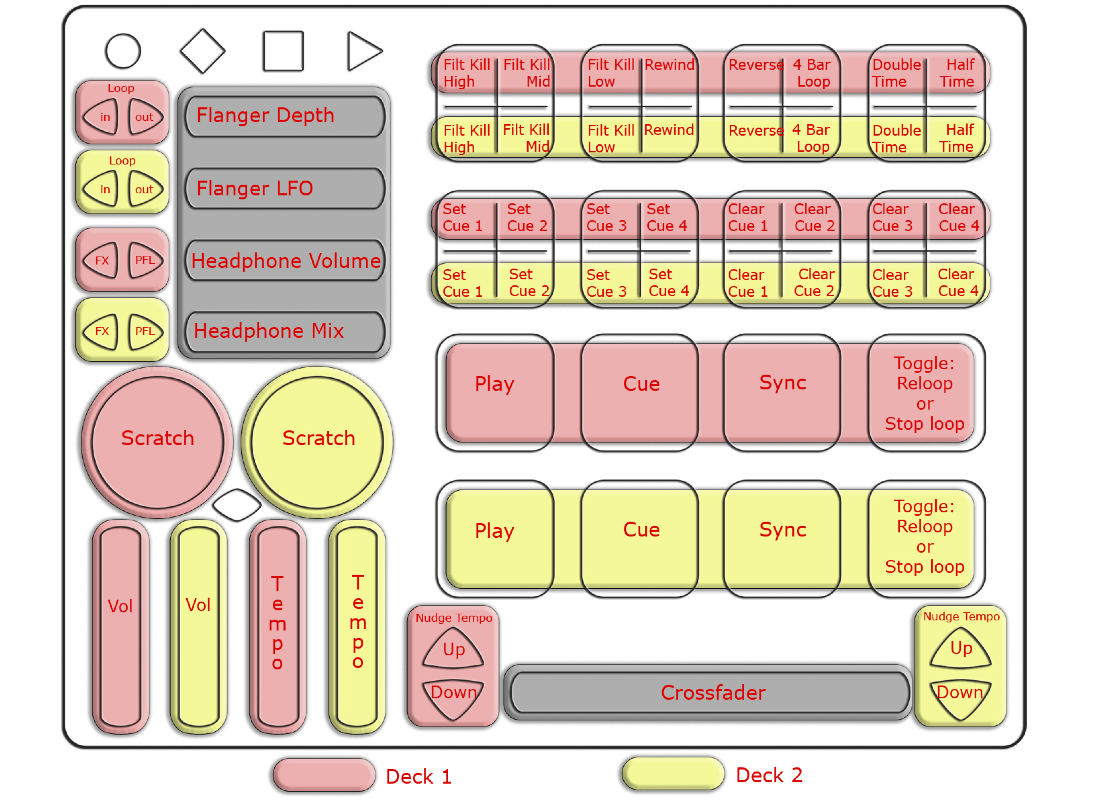 Loop
in out
Loop
in out
FX PFL
FX PFL
Flanger Depth
Flanger LFO
Headphone Volume
Headphone Mix
Scratch Scratch
Vol Vol Tempo Tempo
Filt Kill Filt Kill Filt Kill Rewind Reverse 4 Bar Double Half
High Mid Low Loop Time Time
Filt Kill Filt Kill Filt Kill Rewind Reverse 4 Bar Double Half
High Mid Low Loop Time Time
Set Set Set Set Clear Clear Clear Clear
Cue 1 Cue 2 Cue 3 Cue 4 Cue 1 Cue 2 Cue 3 Cue 4
Set Set Set Set Clear Clear Clear Clear
Cue 1 Cue 2 Cue 3 Cue 4 Cue 1 Cue 2 Cue 3 Cue 4
Play Cue Sync
Toggle:
Reloop
or
Stop loop
Play Cue Sync
Toggle:
Reloop
or
Stop loop
Nudge Tempo
Up
Down
Crossfader
Nudge Tempo
Up
Down
Deck 1 Deck 2